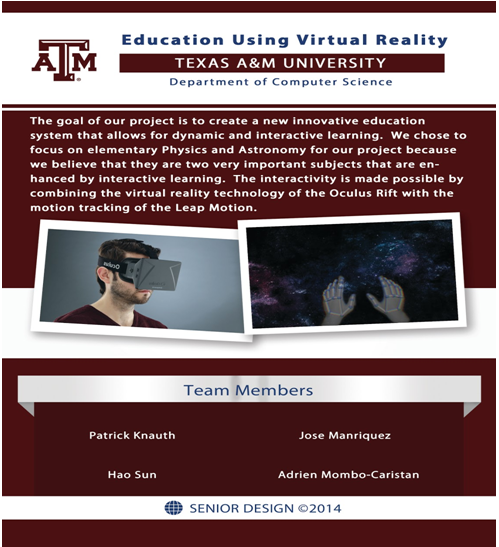 Education Using Virtual Reality
ATM
®
TEXAS A&M UNIVERSITY
Department of Computer Science
The goal of our project is to create a new innovative education
system that allows for dynamic and interactive learning.  We chose to
focus on elementary Physics and Astronomy for our project because
we believe that they are two very important subjects that are en-
hanced by interactive learning.  The interactivity is made possible by
combining the virtual reality technology of the Oculus Rift with the
motion tracking of the Leap Motion.
oculus
Team Members
Patrick Knauth
Jose Manriquez
Hao Sun
Adrien Mombo-Caristan
SENIOR DESIGN ©2014